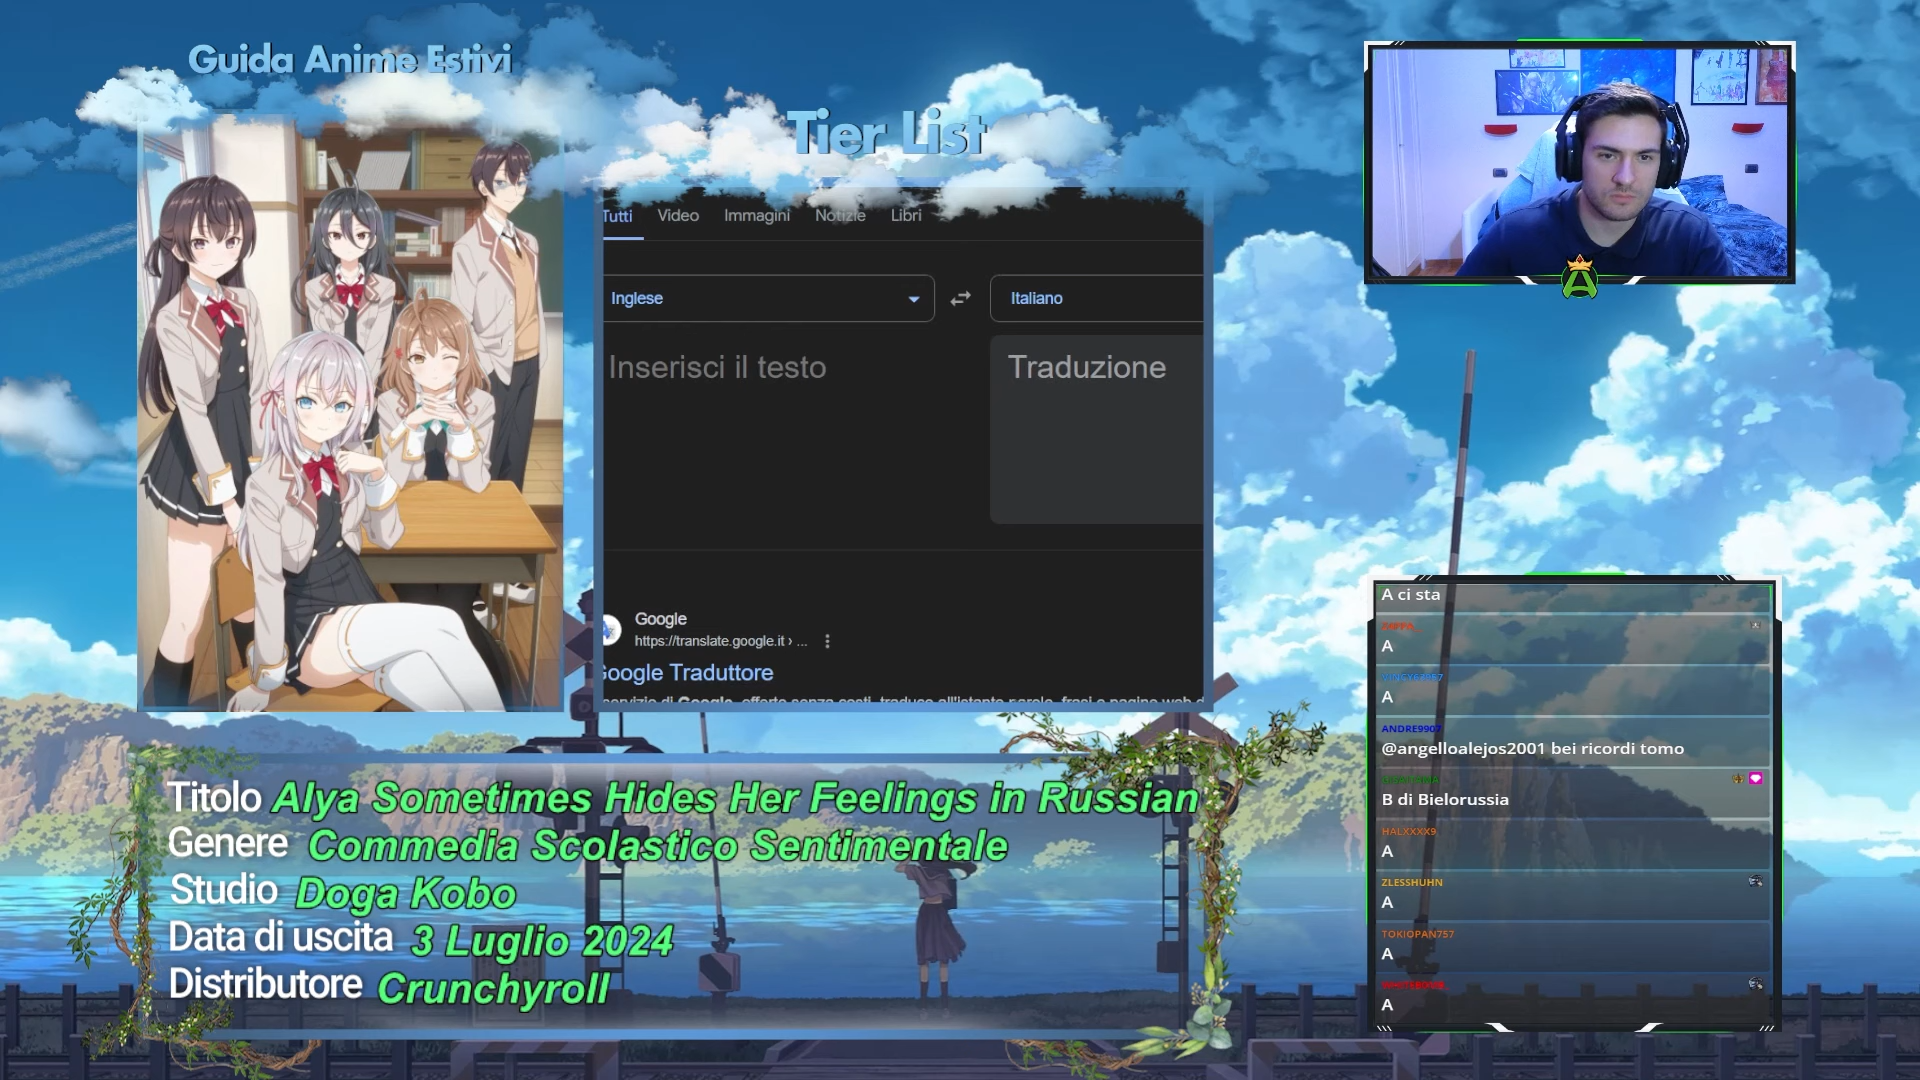 Guida Anime Estivi
Tier List
Tutti Video Immagini Notizie Libri
Inglese
Italiano
Inserisci il testo
Traduzione
Google
https://translate.google.it › ...
Google Traduttore
Titolo Alya Sometimes Hides Her Feelings in Russian
Genere Commedia Scolastico Sentimentale
Studio Doga Kobo
Data di uscita 3 Luglio 2024
Distributore Crunchyroll
A ci sta
A
A
ANDRE9907
@angelloalejos2001 bei ricordi tomo
B di Bielorussia
HALXXXX9
A
ZLESSHUHN
A
TOKIOPAN757
A
A